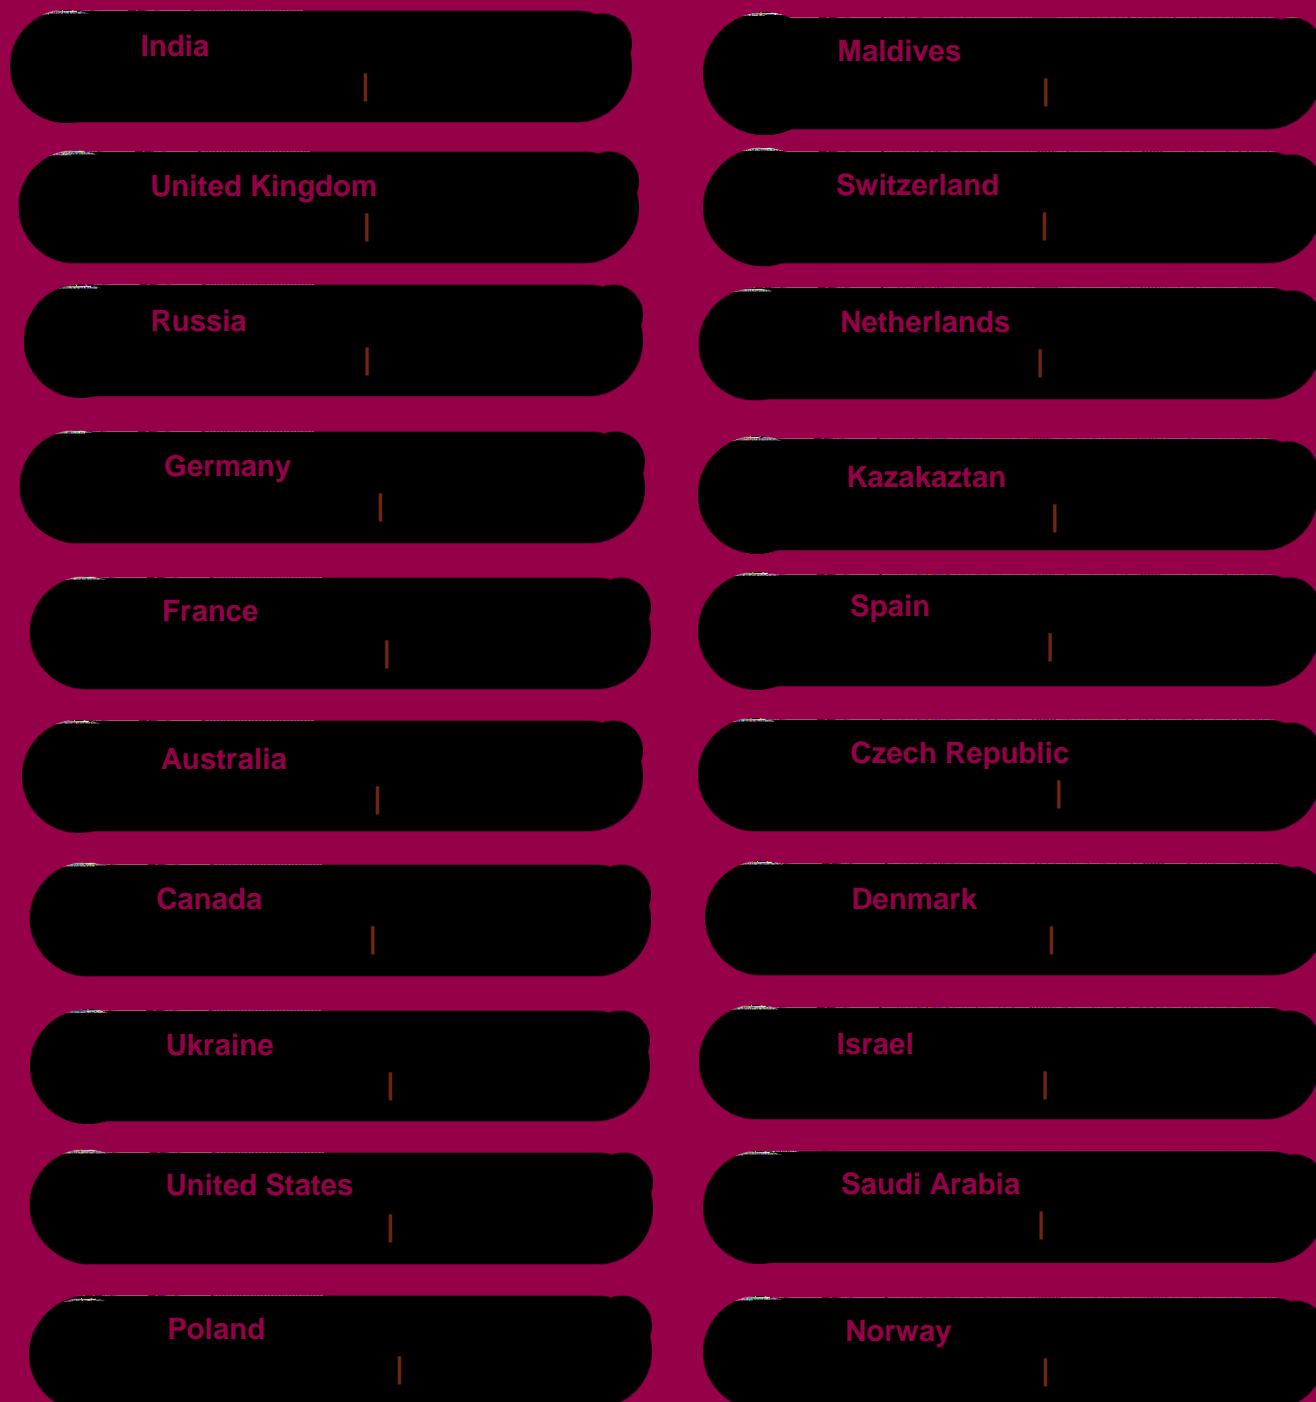 India
|
United Kingdom
|
Russia
|
Germany
|
France
|
Australia
|
Canada
|
Ukraine
|
United States
|
Poland
|
Maldives
|
Switzerland
|
Netherlands
|
Kazakaztan
|
Spain
|
Czech Republic
|
Denmark
|
Israel
|
Saudi Arabia
|
Norway
|